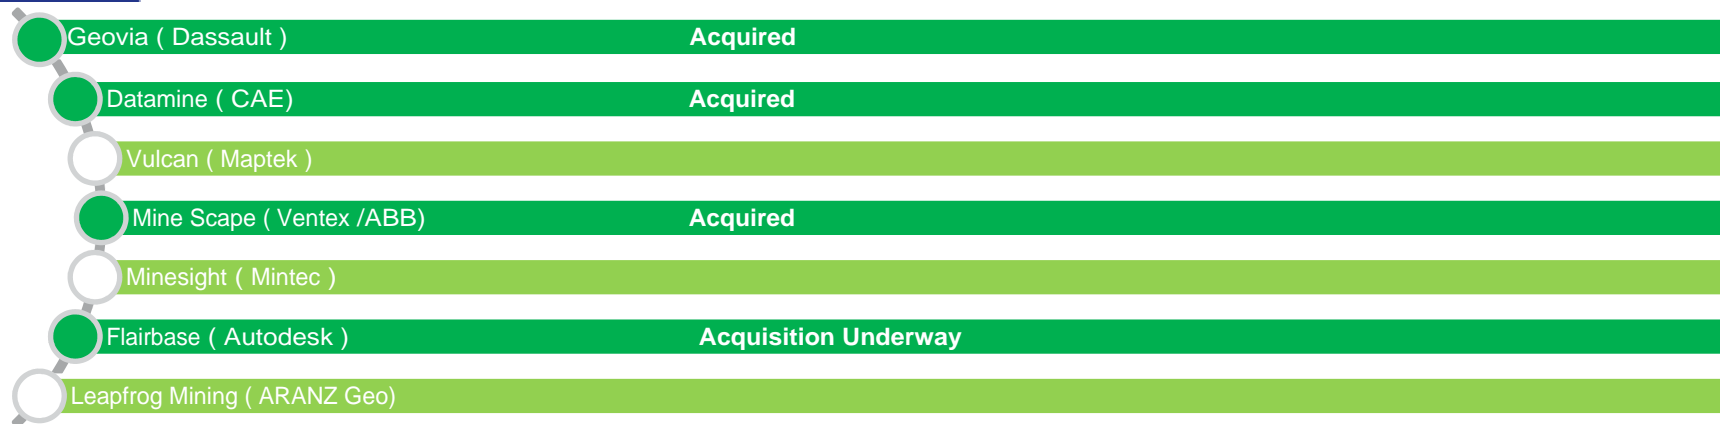 Geovia ( Dassault ) Acquired
Datamine ( CAE) Acquired
Vulcan ( Maptek )
Mine Scape ( Ventex /ABB) Acquired
Minesight ( Mintec )
Flairbase ( Autodesk ) Acquisition Underway
Leapfrog Mining ( ARANZ Geo)